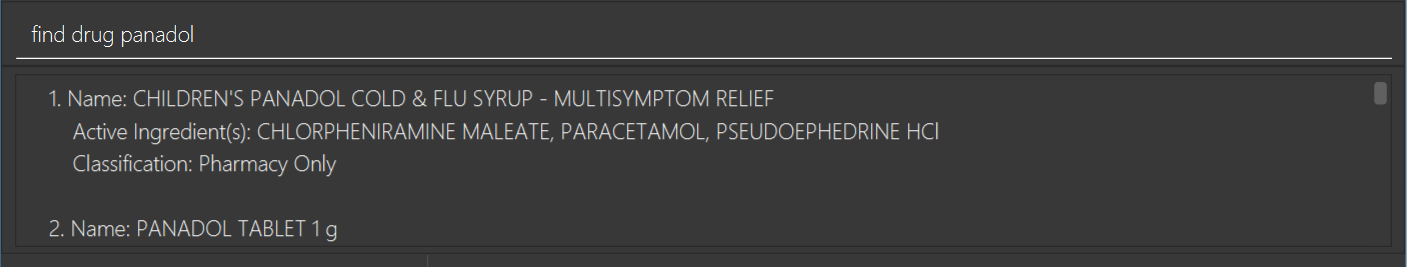 find drug panadol
1. Name: CHILDREN'S PANADOL COLD & FLU SYRUP - MULTISYMPTOM RELIEF
Active Ingredient(s): CHLORPHENIRAMINE MALEATE, PARACETAMOL, PSEUDOEPHEDRINE HCl
Classification: Pharmacy Only
2. Name: PANADOL TABLET 1 g